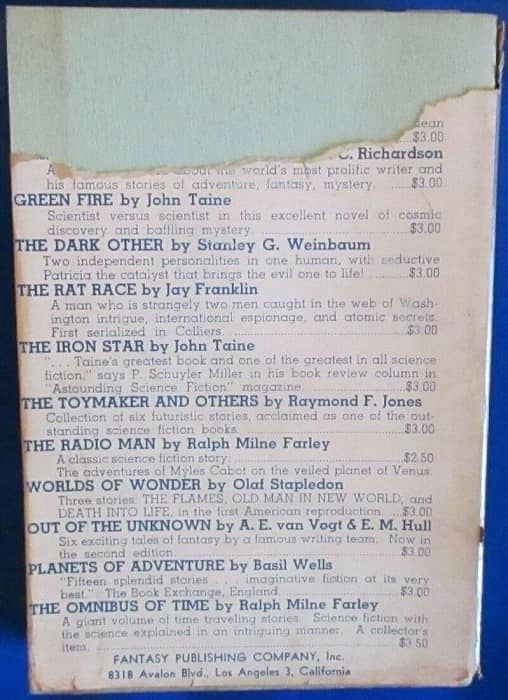 $3.00
C. Richardson
A about the world's most prolific writer and
his famous stories of adventure, fantasy, mystery. $3.00
GREEN FIRE by John Taine
Scientist versus scientist in this excellent novel of cosmic
discovery and baffling mystery. $3.00
THE DARK OTHER by Stanley G. Weinbaum
Two independent personalities in one human, with seductive
Patricia the catalyst that brings the evil one to life! $3.00
THE RAT RACE by Jay Franklin
A man who is strangely two men caught in the web of Wash-
ington intrigue, international espionage, and atomic secrets.
First serialized in Colliers. $3.00
THE IRON STAR by John Taine
". . . Taine's greatest book and one of the greatest in all science
fiction," says P. Schuyler Miller in his book review column in
"Astounding Science Fiction" magazine. $3.00
THE TOYMAKER AND OTHERS by Raymond F. Jones
Collection of six futuristic stories, acclaimed as one of the out-
standing science fiction books. $3.00
THE RADIO MAN by Ralph Milne Farley
A classic science fiction story. $2.50
The adventures of Myles Cabot on the veiled planet of Venus.
WORLDS OF WONDER by Olaf Stapledon
Three stories: THE FLAMES, OLD MAN IN NEW WORLD, and
DEATH INTO LIFE, in the first American reproduction. $3.00
OUT OF THE UNKNOWN by A. E. van Vogt & E. M. Hull
Six exciting tales of fantasy by a famous writing team. Now in
the second edition. $3.00
PLANETS OF ADVENTURE by Basil Wells
"Fifteen splendid stories . . . imaginative fiction at its very
best." The Book Exchange, England. $3.00
THE OMNIBUS OF TIME by Ralph Milne Farley
A giant volume of time traveling stories. Science fiction with
the science explained in an intriguing manner. A collector's
item. $3.50
FANTASY PUBLISHING COMPANY, Inc.
8318 Avalon Blvd., Los Angeles 3, California